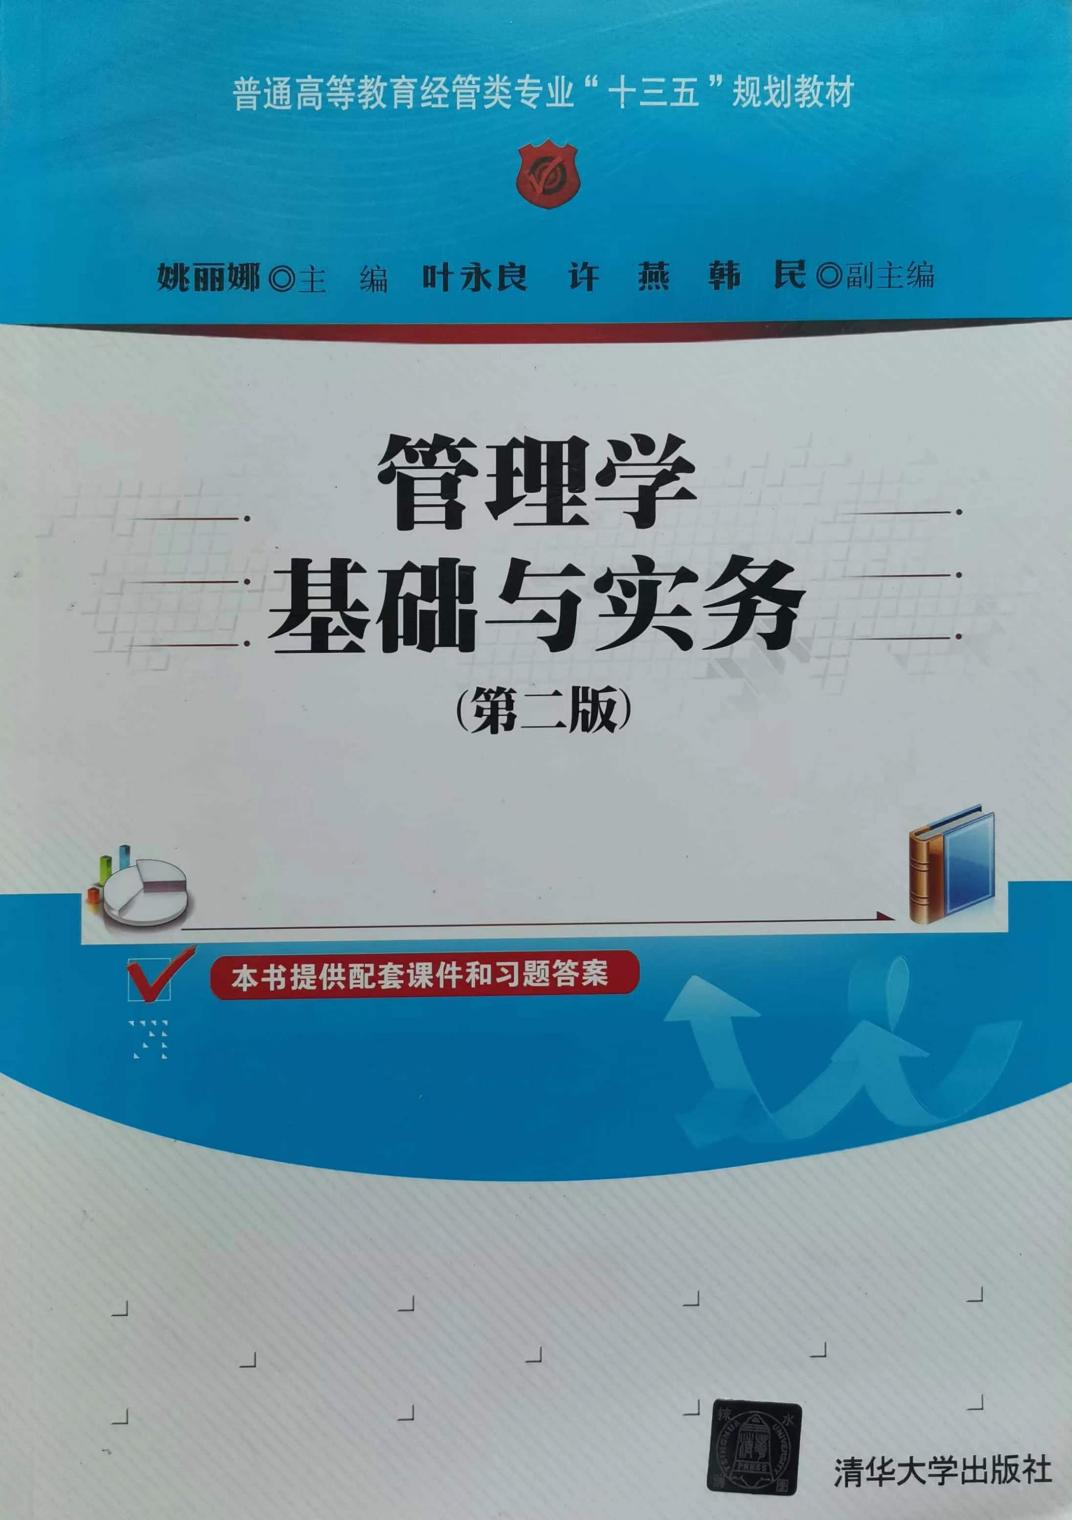 普通高等教育经管类专业“十三五”规划教材
姚丽娜◎主 编 叶永良 许 燕 韩 民◎副主编
管理学
基础与实务
(第二版)
本书提供配套课件和习题答案
清华大学出版社